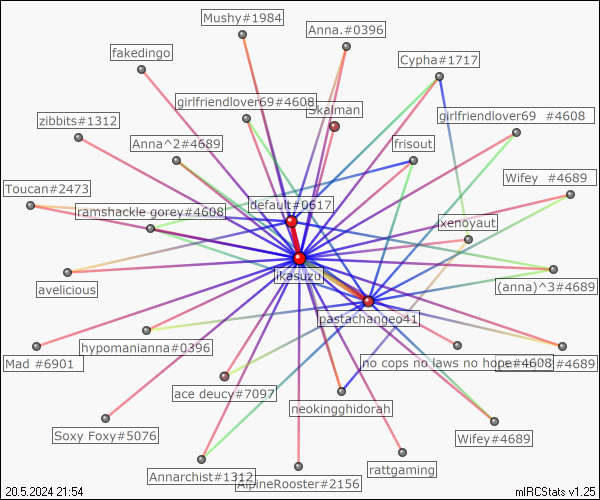 Mushy#1984
Anna.#0396
fakedingo
Cypha#1717
girlfriendlover69#4608
Skalman
girlfriendlover69 #4608
zibbits#1312
Anna^2#4689
frisout
Wifey #4689
Toucan#2473
default#0617
ramshackle gorey#4608
xenoyaut
jkasuzu
avelicious
(anna)^3#4689
pastachangeo41
hypomanianna#0396
Mad #6901
no cops no laws no hope#4608
#4689
ace deucy#7097
neokingghidorah
Soxy Foxy#5076
Wifey#4689
Annarchist#1312
rattgaming
AlpineRooster#2156
20.5.2024 21:54
mIRCStats v1.25